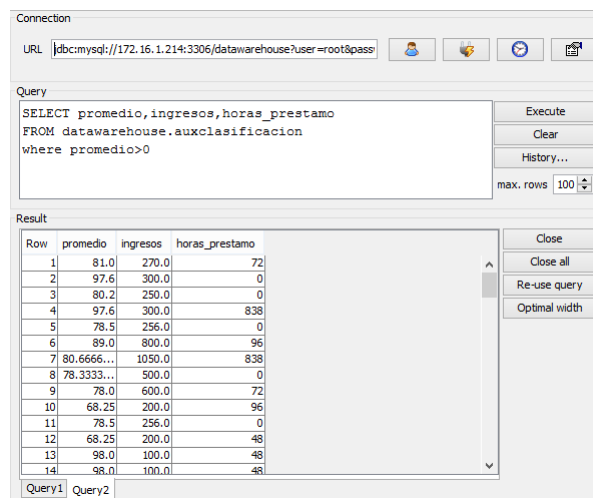 Connection
URL jdbc:mysql://172.16.1.214:3306/datawarehouse?user=root&pass
Query
SELECT promedio,ingresos,horas_prestamo
FROM datawarehouse.auxclasificacion
where promedio>0
Execute
Clear
History...
max. rows 100
Result
Row promedio ingresos horas_prestamo
1 81.0 270.0 72
2 97.6 300.0 0
3 80.2 250.0 0
4 97.6 300.0 838
5 78.5 256.0 0
6 89.0 800.0 96
7 80.6666... 1050.0 838
8 78.3333... 500.0 0
9 78.0 600.0 72
10 68.25 200.0 96
11 78.5 256.0 0
12 68.25 200.0 48
13 98.0 100.0 48
14 98.0 100.0 48
Close
Close all
Re-use query
Optimal width
Query1 Query2